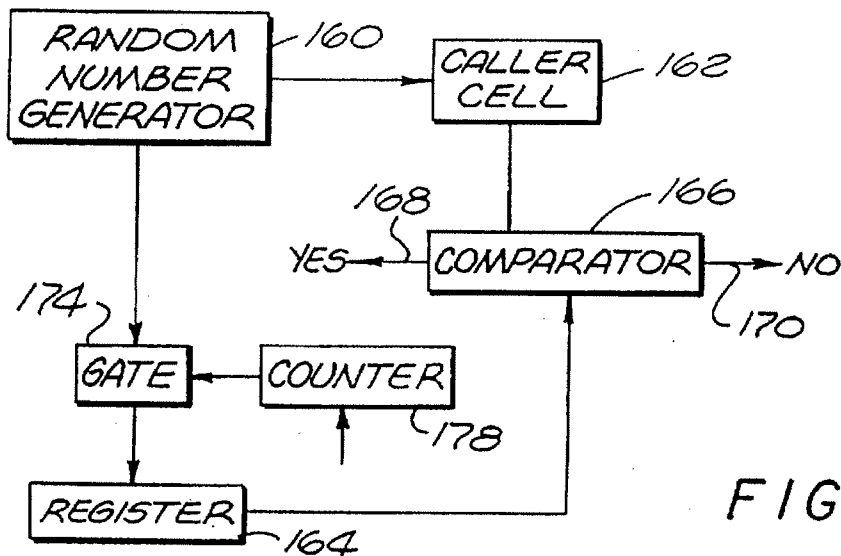 RANDOM
NUMBER
GENERATOR
160
CALLER
CELL
162
168
166
YES
COMPARATOR
NO
170
174
GATE
COUNTER
178
REGISTER
164
FIG